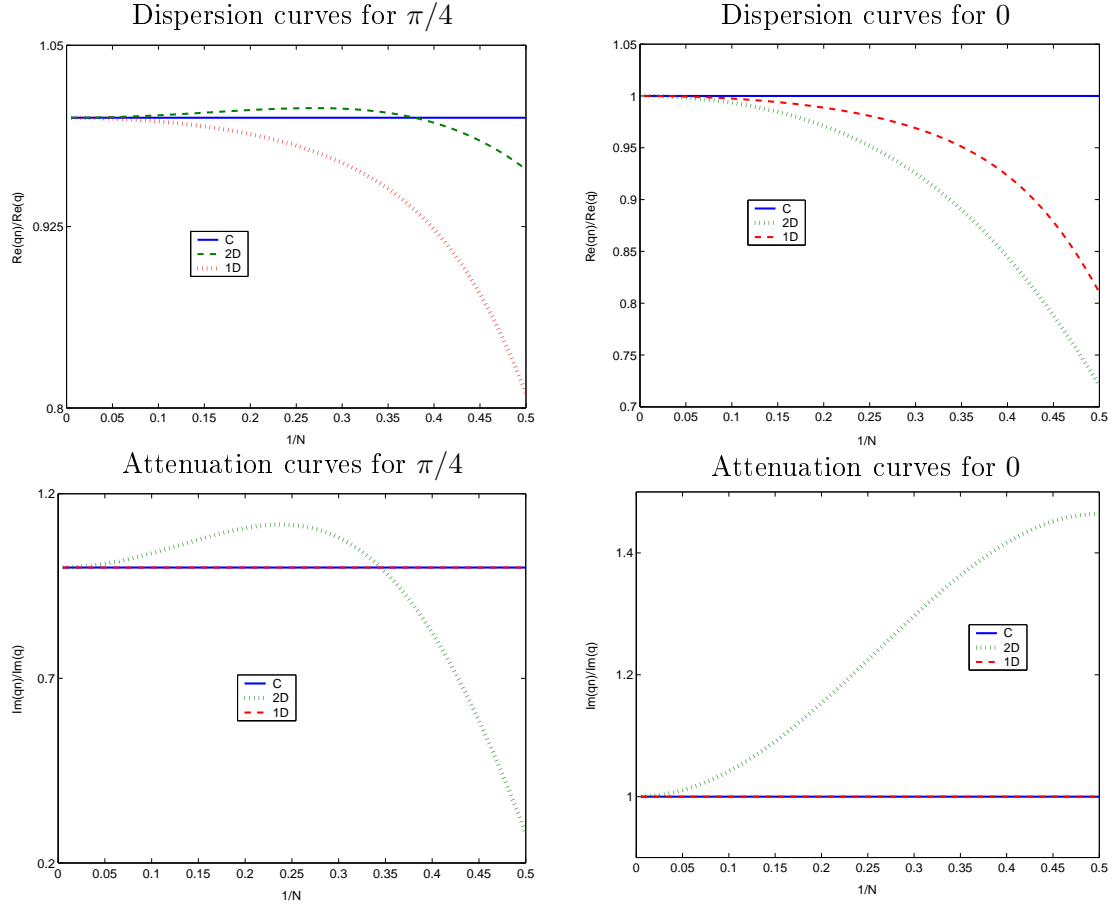 Dispersion curves for π/4
1.05
0.925
0.8
Re(qn)/Re(q)
C
2D
1D
0 0.05 0.1 0.15 0.2 0.25 0.3 0.35 0.4 0.45 0.5
1/N
Dispersion curves for 0
1.05
1
0.95
0.9
0.85
0.8
0.75
0.7
Re(qn)/Re(q)
C
2D
1D
0 0.05 0.1 0.15 0.2 0.25 0.3 0.35 0.4 0.45 0.5
1/N
Attenuation curves for π/4
1.2
0.7
0.2
Im(qn)/Im(q)
C
2D
1D
0 0.05 0.1 0.15 0.2 0.25 0.3 0.35 0.4 0.45 0.5
1/N
Attenuation curves for 0
1.4
1.2
1
Im(qn)/Im(q)
C
2D
1D
0 0.05 0.1 0.15 0.2 0.25 0.3 0.35 0.4 0.45 0.5
1/N